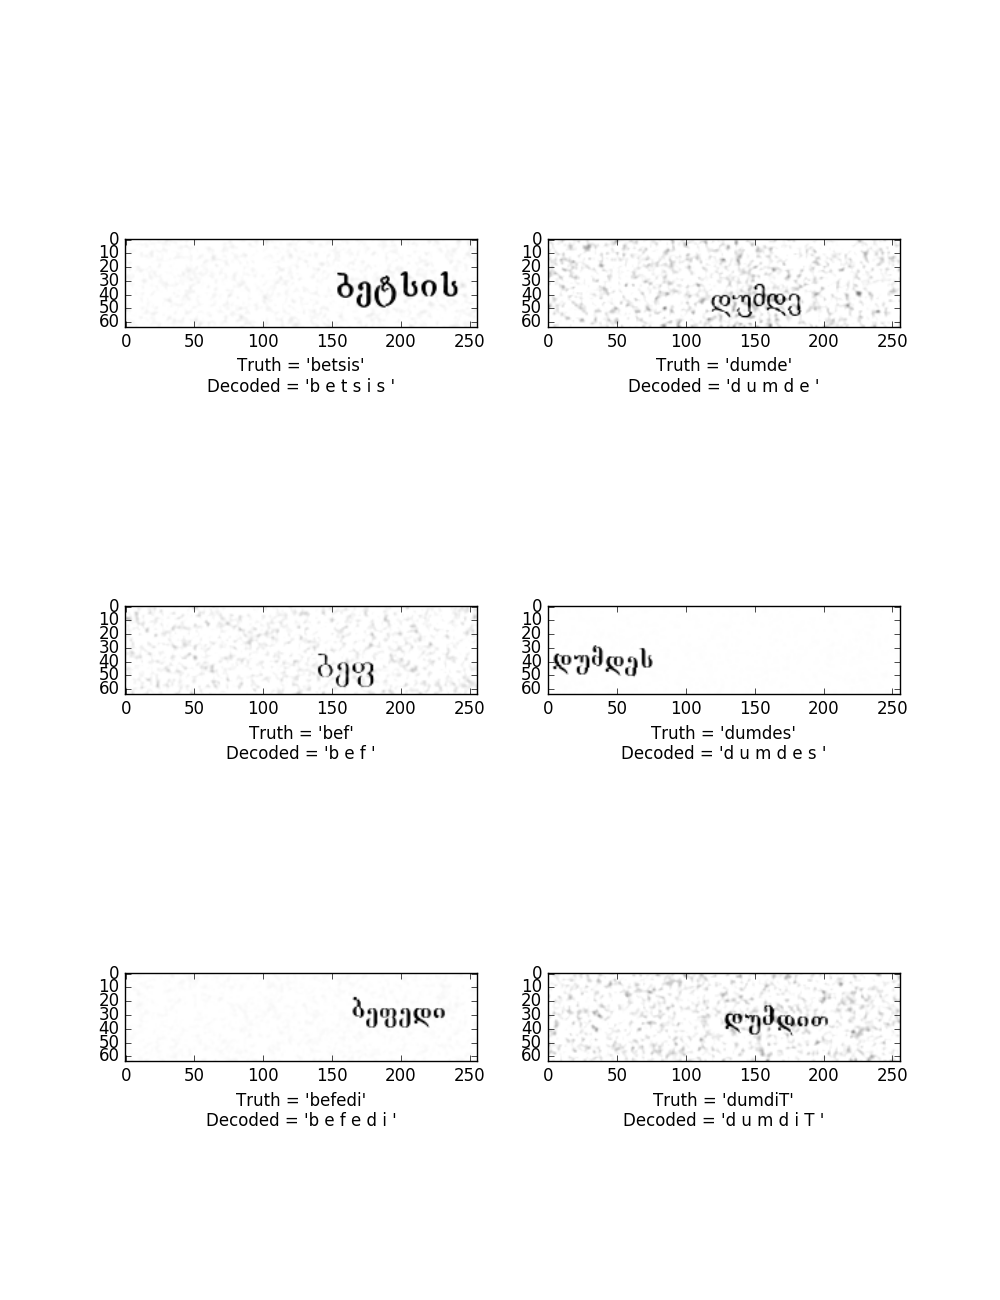 0
10
20
30
40
50
60
ბეტსის
0 50 100 150 200 250
Truth = 'betsis'
Decoded = 'b e t s i s '
0
10
20
30
40
50
60
დუმდე
0 50 100 150 200 250
Truth = 'dumde'
Decoded = 'd u m d e '
0
10
20
30
40
50
60
ბეფ
0 50 100 150 200 250
Truth = 'bef'
Decoded = 'b e f '
0
10
20
30
40
50
60
დუმდეს
0 50 100 150 200 250
Truth = 'dumdes'
Decoded = 'd u m d e s '
0
10
20
30
40
50
60
ბეფედი
0 50 100 150 200 250
Truth = 'befedi'
Decoded = 'b e f e d i '
0
10
20
30
40
50
60
დუმდით
0 50 100 150 200 250
Truth = 'dumdiT'
Decoded = 'd u m d i T '